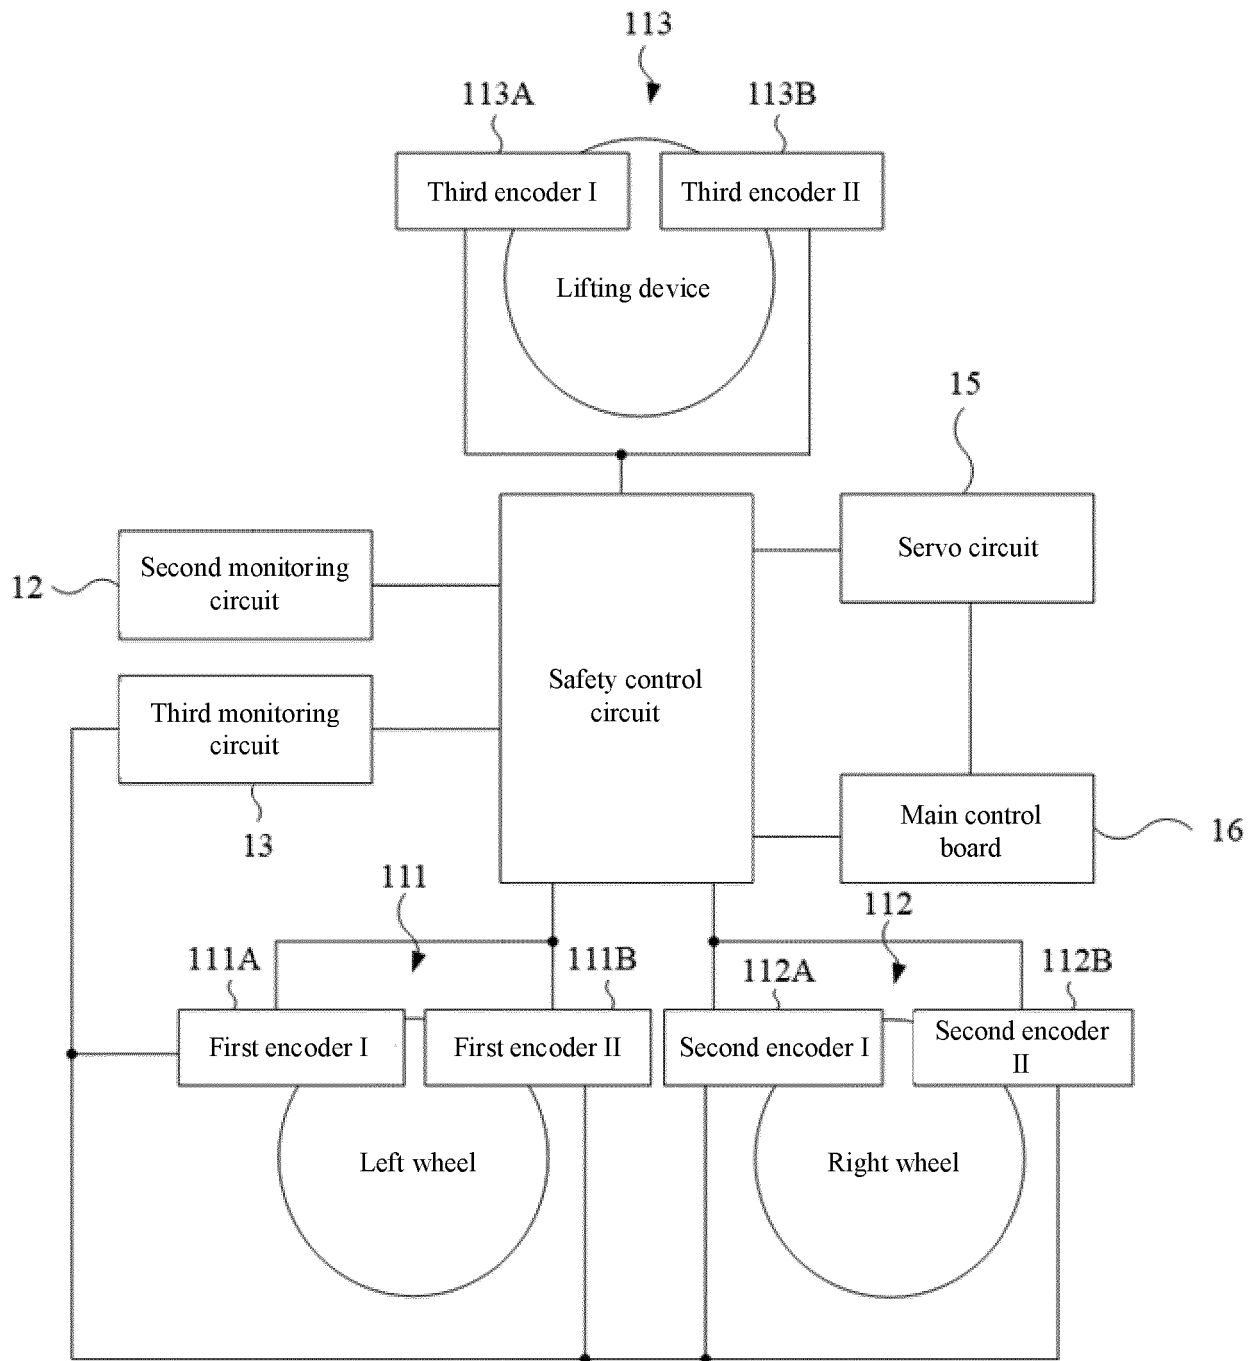 113
113A
113B
Third encoder I
Third encoder II
Lifting device
15
Servo circuit
Second monitoring
circuit
12
Safety control
circuit
Third monitoring
circuit
13
Main control
board
16
111
112
111A
111B
112A
112B
First encoder I
First encoder II
Second encoder I
Second encoder
II
Left wheel
Right wheel